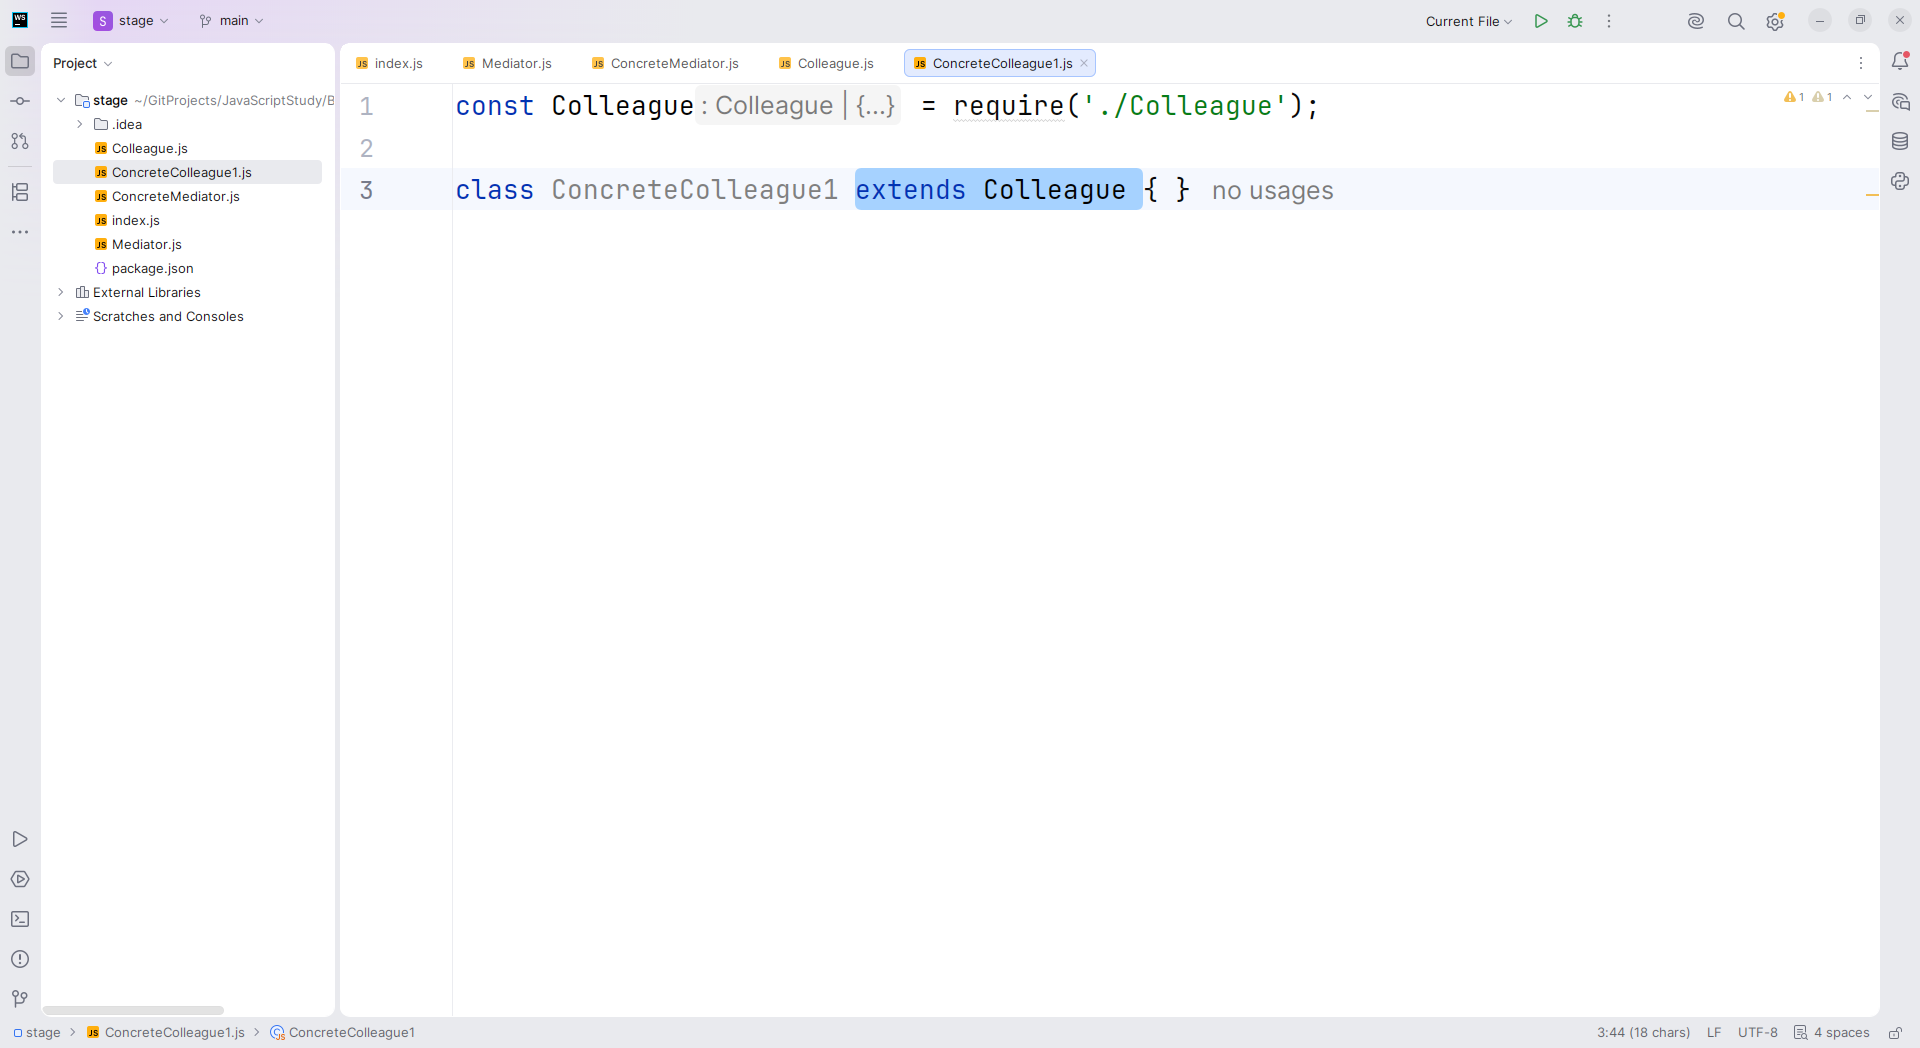 WS
S stage
main
Current File
Project
index.js
Mediator.js
ConcreteMediator.js
Colleague.js
ConcreteColleague1.js
stage ~/GitProjects/JavaScriptStudy/B
.idea
Colleague.js
ConcreteColleague1.js
ConcreteMediator.js
index.js
Mediator.js
package.json
External Libraries
Scratches and Consoles
1 const Colleague : Colleague | {...} = require('./Colleague');
1 1
2
3 class ConcreteColleague1 extends Colleague { } no usages
stage > ConcreteColleague1.js > ConcreteColleague1
3:44 (18 chars) LF UTF-8 4 spaces